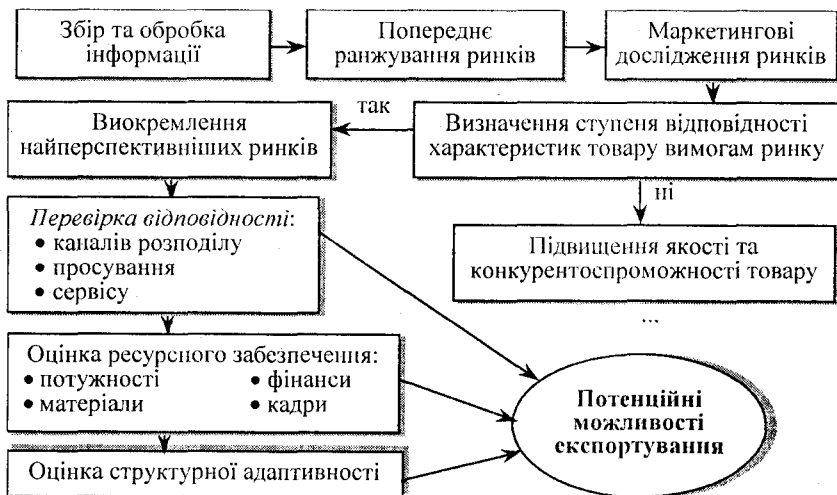 Збір та обробка
інформації
Попереднє
ранжування ринків
Маркетингові
дослідження ринків
так
Виокремлення
найперспективніших ринків
Визначення ступеня відповідності
характеристик товару вимогам ринку
ні
Перевірка відповідності:
• каналів розподілу
• просування
• сервісу
Підвищення якості та
конкурентоспроможності товару
...
Оцінка ресурсного забезпечення:
• потужності • фінанси
• матеріали • кадри
Потенційні
можливості
експортування
Оцінка структурної адаптивності